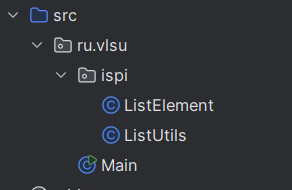 src
ru.vlsu
ispi
ListElement
ListUtils
Main